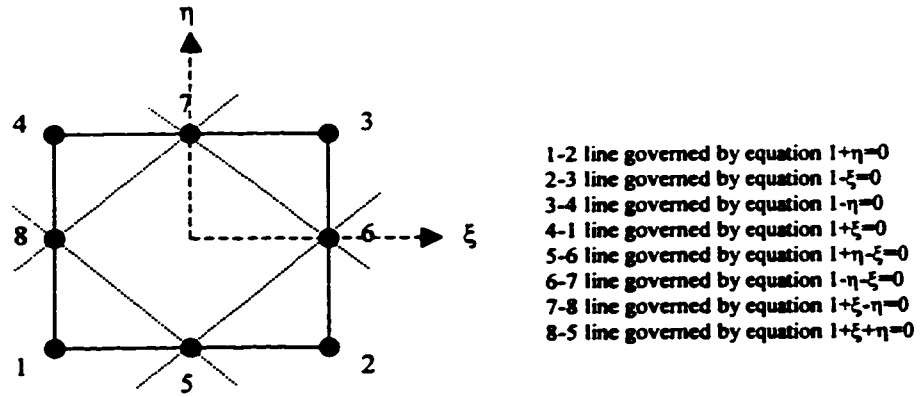 η
4
7
3
8
6
ξ
1
5
2
1-2 line governed by equation 1+η=0
2-3 line governed by equation 1-ξ=0
3-4 line governed by equation 1-η=0
4-1 line governed by equation 1+ξ=0
5-6 line governed by equation 1+η-ξ=0
6-7 line governed by equation 1-η-ξ=0
7-8 line governed by equation 1+ξ-η=0
8-5 line governed by equation 1+ξ+η=0